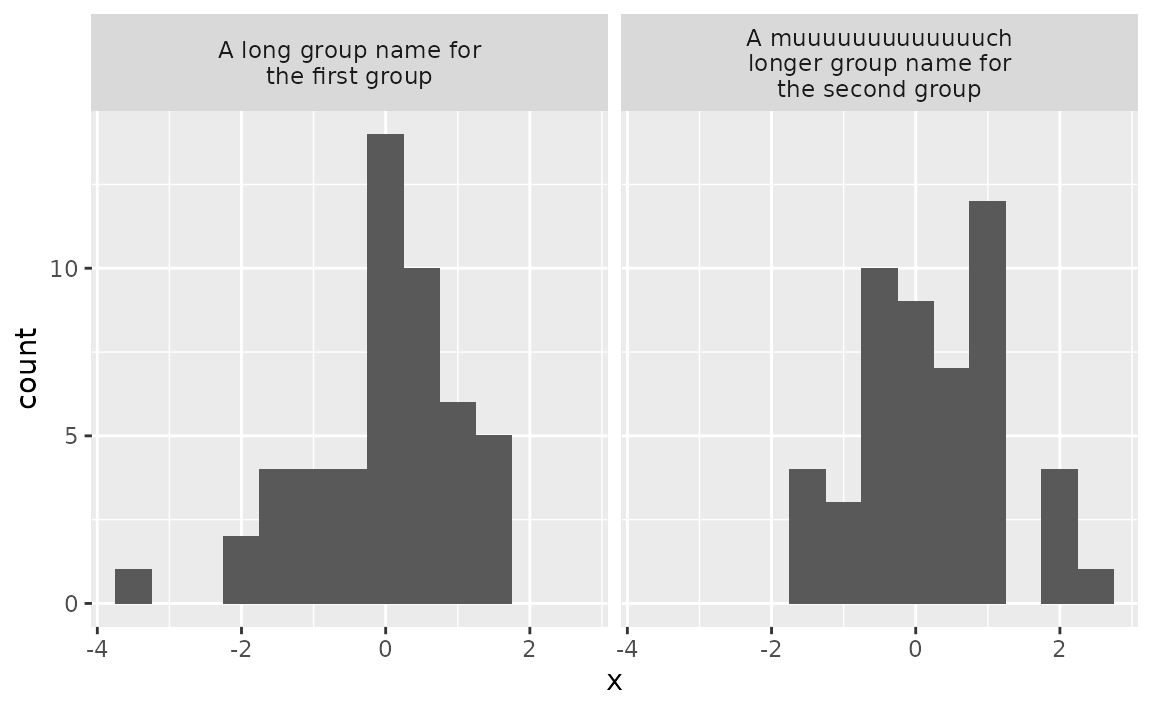 A long group name for
the first group
A muuuuuuuuuuuuuuch
longer group name for
the second group
count
10
5
0
-4 -2 0 2
-4 -2 0 2
x